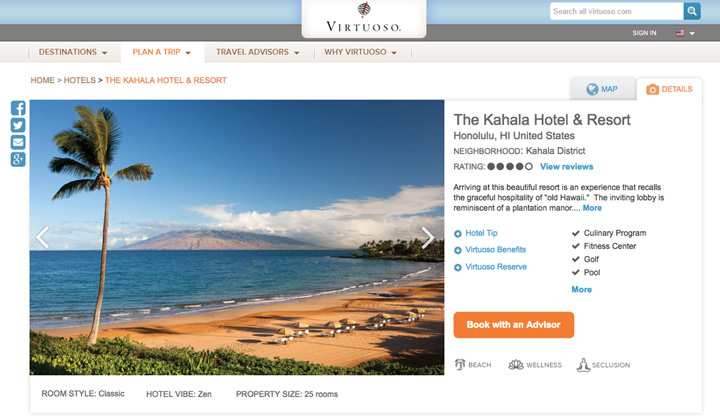 Search all virtuoso.com
VIRTUOSO.
SIGN IN
DESTINATIONS
PLAN A TRIP
TRAVEL ADVISORS
WHY VIRTUOSO
HOME > HOTELS > THE KAHALA HOTEL & RESORT
MAP
DETAILS
The Kahala Hotel & Resort
Honolulu, HI United States
NEIGHBORHOOD: Kahala District
RATING:
View reviews
Arriving at this beautiful resort is an experience that recalls
the graceful hospitality of "old Hawaii." The inviting lobby is
reminiscent of a plantation manor.... More
Hotel Tip
Virtuoso Benefits
Virtuoso Reserve
Culinary Program
Fitness Center
Golf
Pool
More
Book with an Advisor
BEACH
WELLNESS
SECLUSION
ROOM STYLE: Classic
HOTEL VIBE: Zen
PROPERTY SIZE: 25 rooms